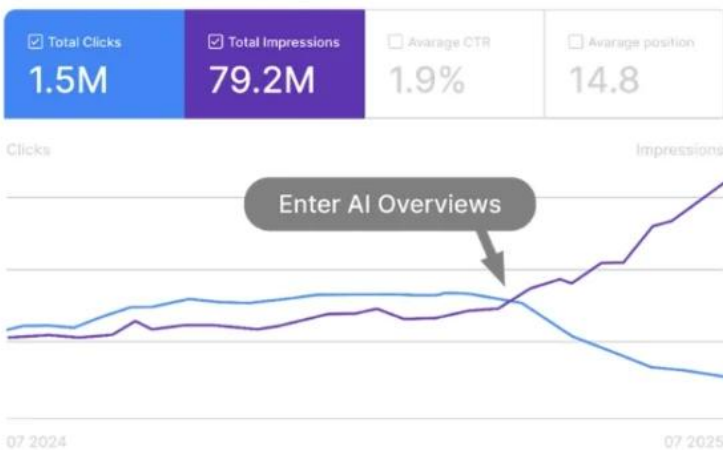 Total Clicks
1.5M
Total Impressions
79.2M
Avarage CTR
1.9%
Avarage position
14.8
Clicks
Impressions
Enter AI Overviews
07 2024
07 2025